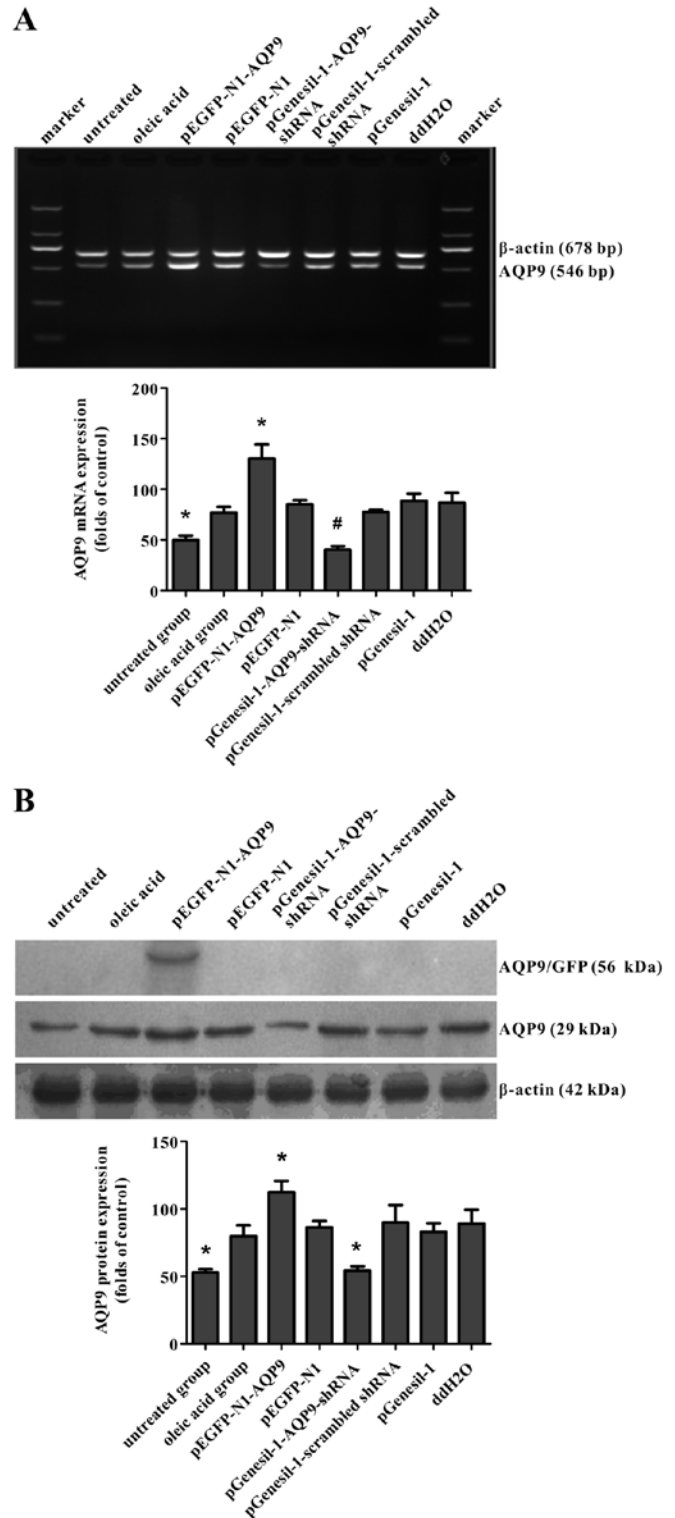 A
marker
untreated
oleic acid
pEGFP-N1-AQP9
pEGFP-N1
pGenesil-1-AQP9-
shRNA
pGenesil-1-scrambled
shRNA
pGenesil-1
ddH2O
marker
β-actin (678 bp)
AQP9 (546 bp)
AQP9 mRNA expression
(folds of control)
200
150
100
50
0
*
*
#
untreated group
oleic acid group
pEGFP-N1-AQP9
pEGFP-N1
pGenesil-1-AQP9-shRNA
pGenesil-1-scrambled shRNA
pGenesil-1
ddH2O
B
untreated
oleic acid
pEGFP-N1-AQP9
pEGFP-N1
pGenesil-1-AQP9-
shRNA
pGenesil-1-scrambled
shRNA
pGenesil-1
ddH2O
AQP9/GFP (56 kDa)
AQP9 (29 kDa)
β-actin (42 kDa)
AQP9 protein expression
(folds of control)
150
100
50
0
*
*
*
untreated group
oleic acid group
pEGFP-N1-AQP9
pEGFP-N1
pGenesil-1-AQP9-shRNA
pGenesil-1-scrambled shRNA
pGenesil-1
ddH2O